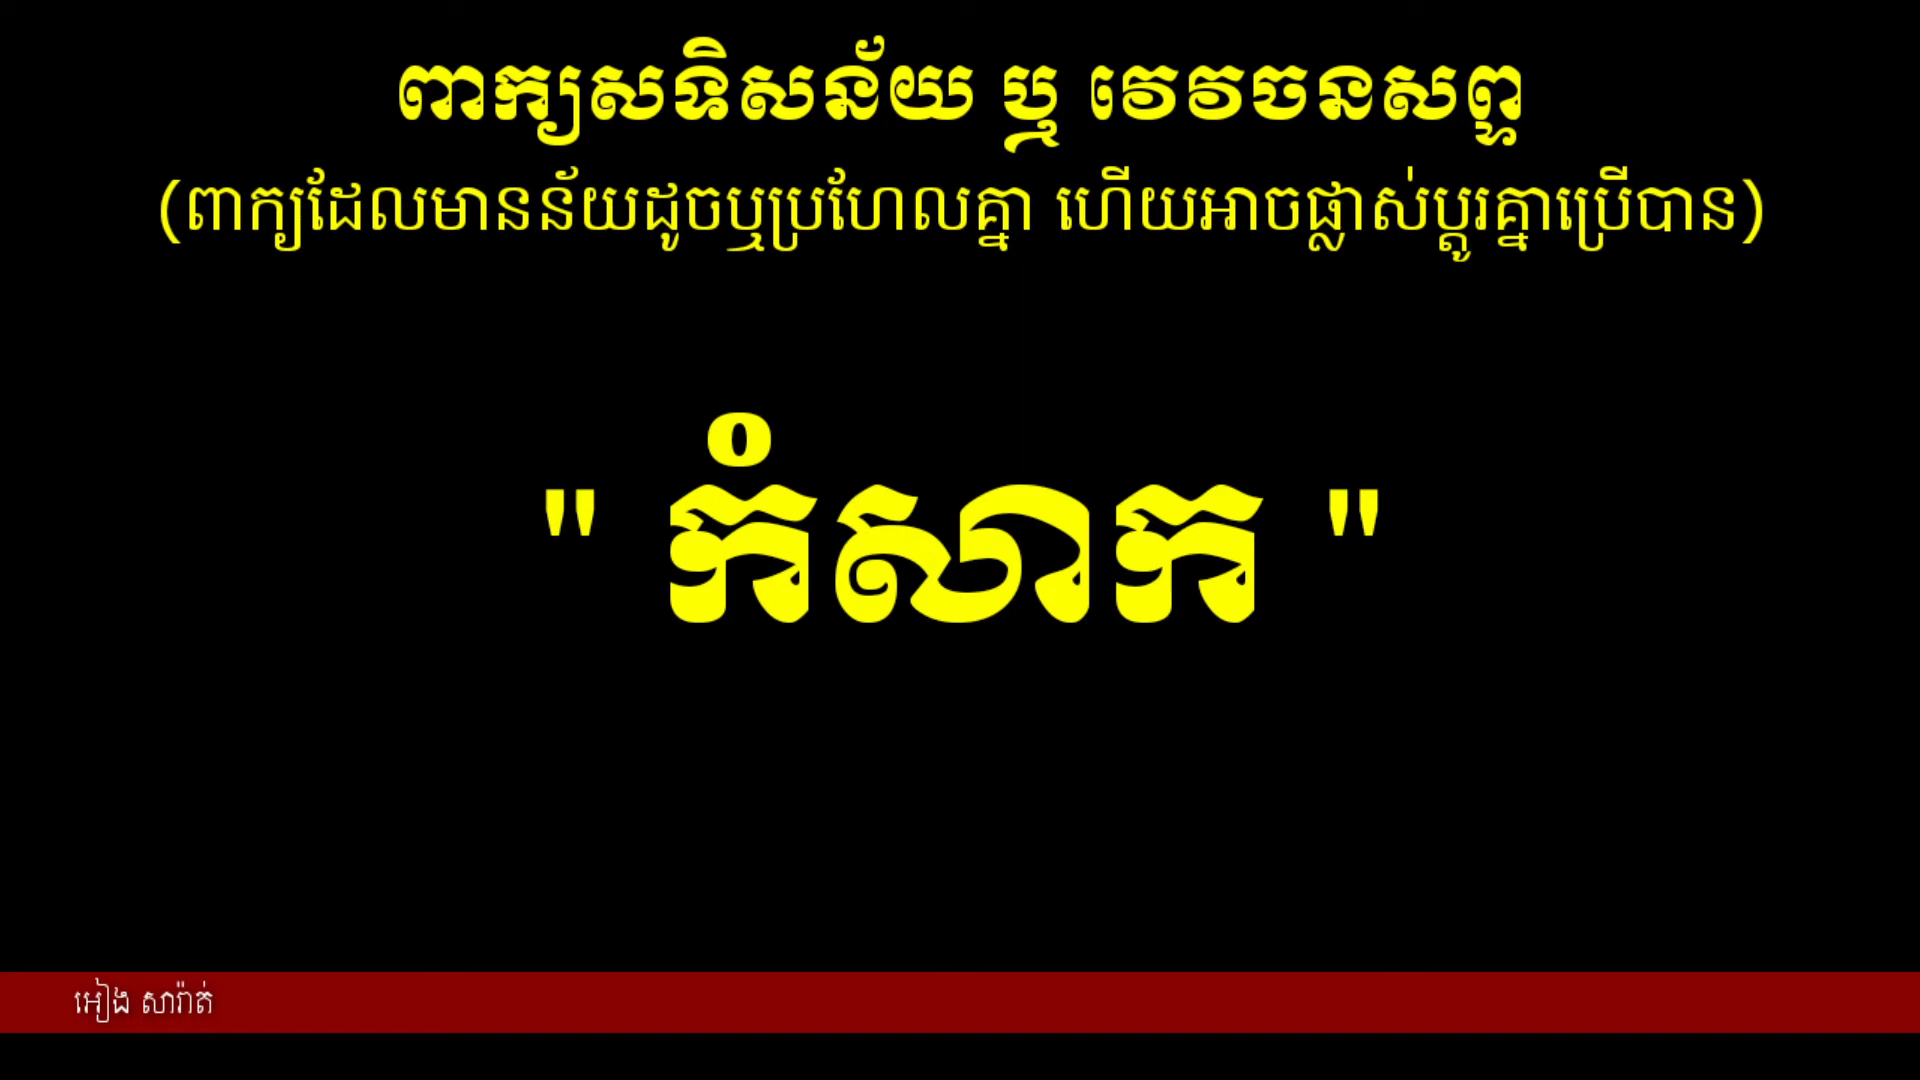 ពាក្យសទិសន័យ ឬ វេវចនសព្ទ
(ពាក្យដែលមានន័យដូចឬប្រហែលគ្នា ហើយអាចផ្លាស់ប្ដូរគ្នាប្រើបាន)
" កំសាក "
អៀង សារ៉ាត់